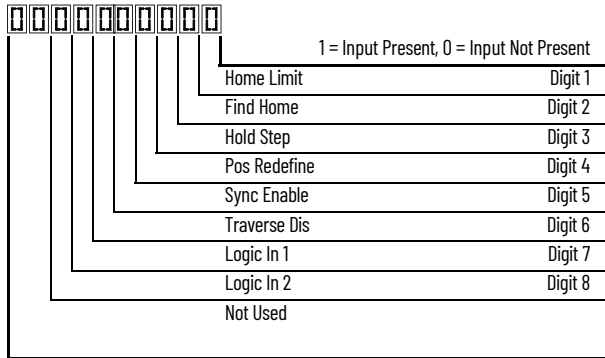 0000000000
1 = Input Present, 0 = Input Not Present
Home Limit Digit 1
Find Home Digit 2
Hold Step Digit 3
Pos Redefine Digit 4
Sync Enable Digit 5
Traverse Dis Digit 6
Logic In 1 Digit 7
Logic In 2 Digit 8
Not Used